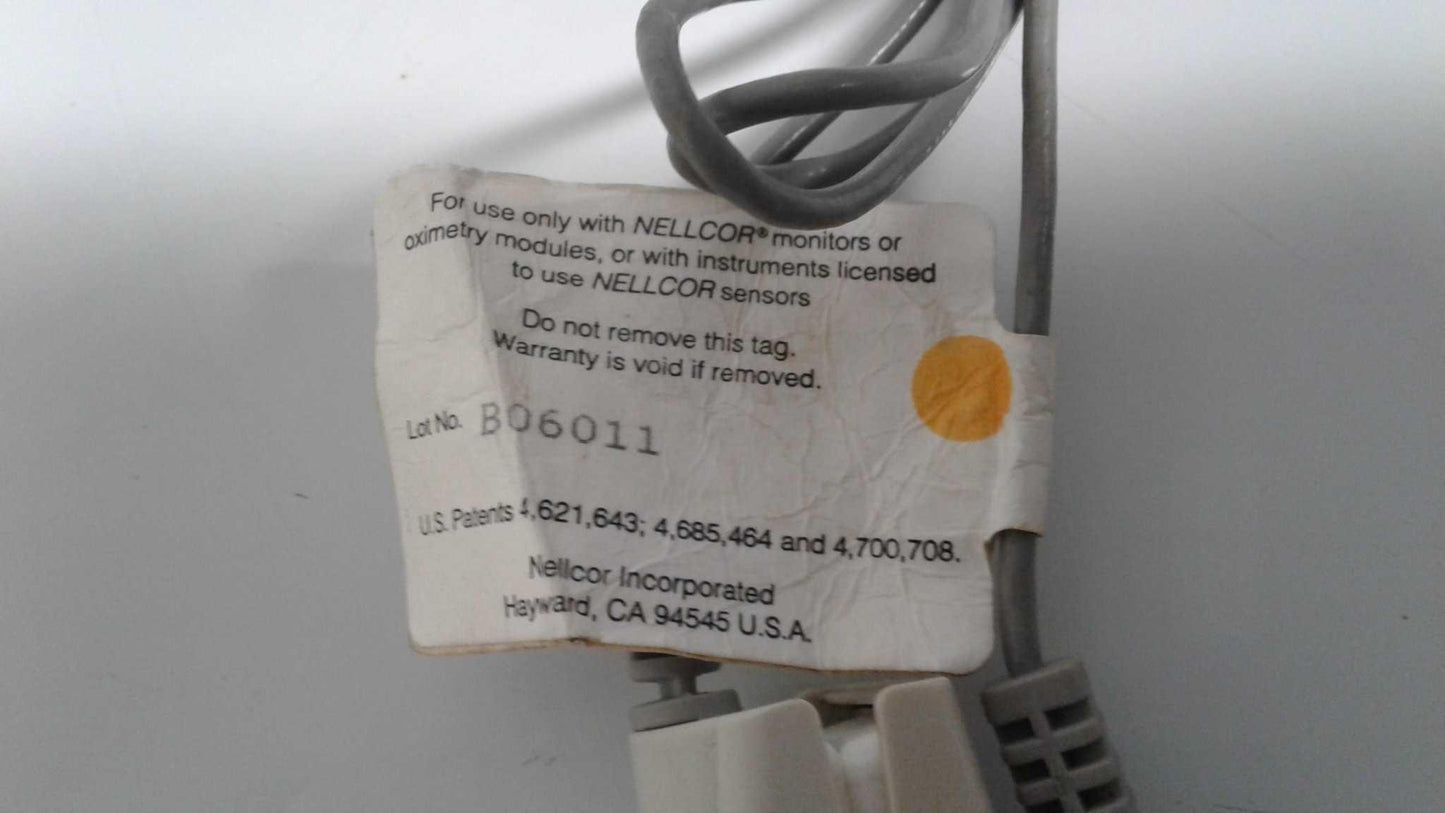 For use only with NELLCOR® monitors or
oximetry modules, or with instruments licensed
to use NELLCOR sensors
Do not remove this tag.
Warranty is void if removed.
Lot No. B06011
U.S. Patents 4,621,643; 4,685,464 and 4,700,708.
Nellcor Incorporated
Hayward, CA 94545 U.S.A.